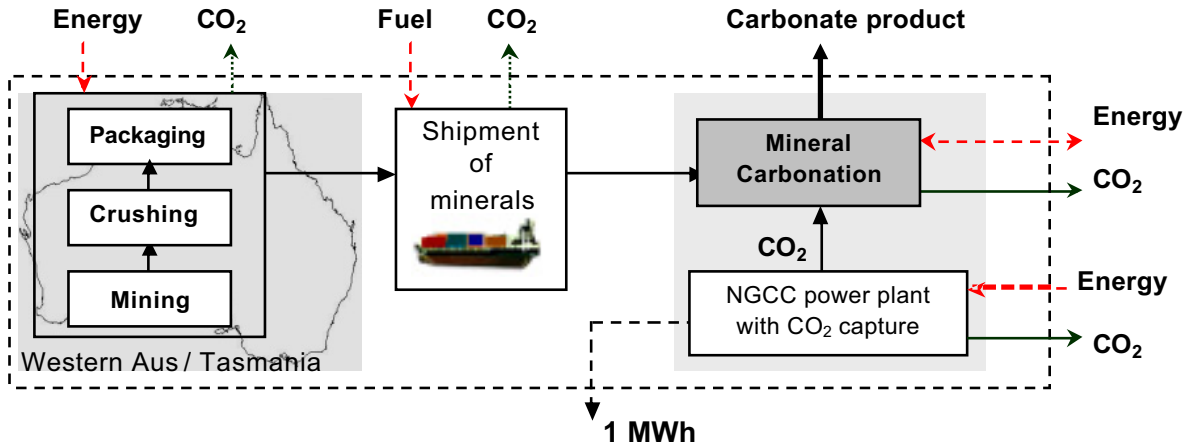 Energy
CO₂
Fuel
CO₂
Carbonate product
Packaging
Crushing
Mining
Western Aus / Tasmania
Shipment
of
minerals
Mineral
Carbonation
Energy
CO₂
CO₂
NGCC power plant
with CO₂ capture
Energy
CO₂
1 MWh